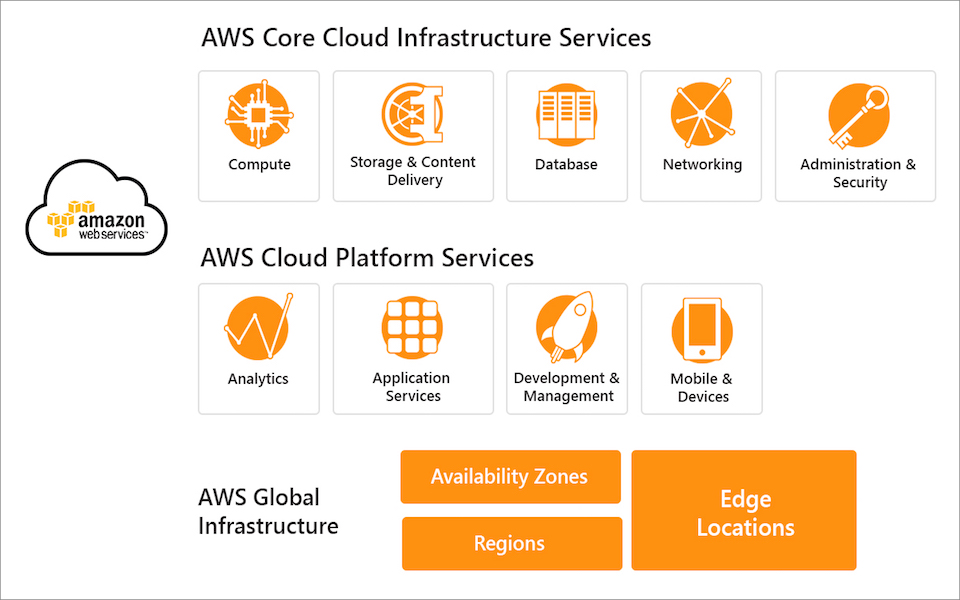 AWS Core Cloud Infrastructure Services
Compute
Storage & Content
Delivery
Database
Networking
Administration &
Security
amazon
webservices™
AWS Cloud Platform Services
Analytics
Application
Services
Development &
Management
Mobile &
Devices
AWS Global
Infrastructure
Availability Zones
Regions
Edge
Locations